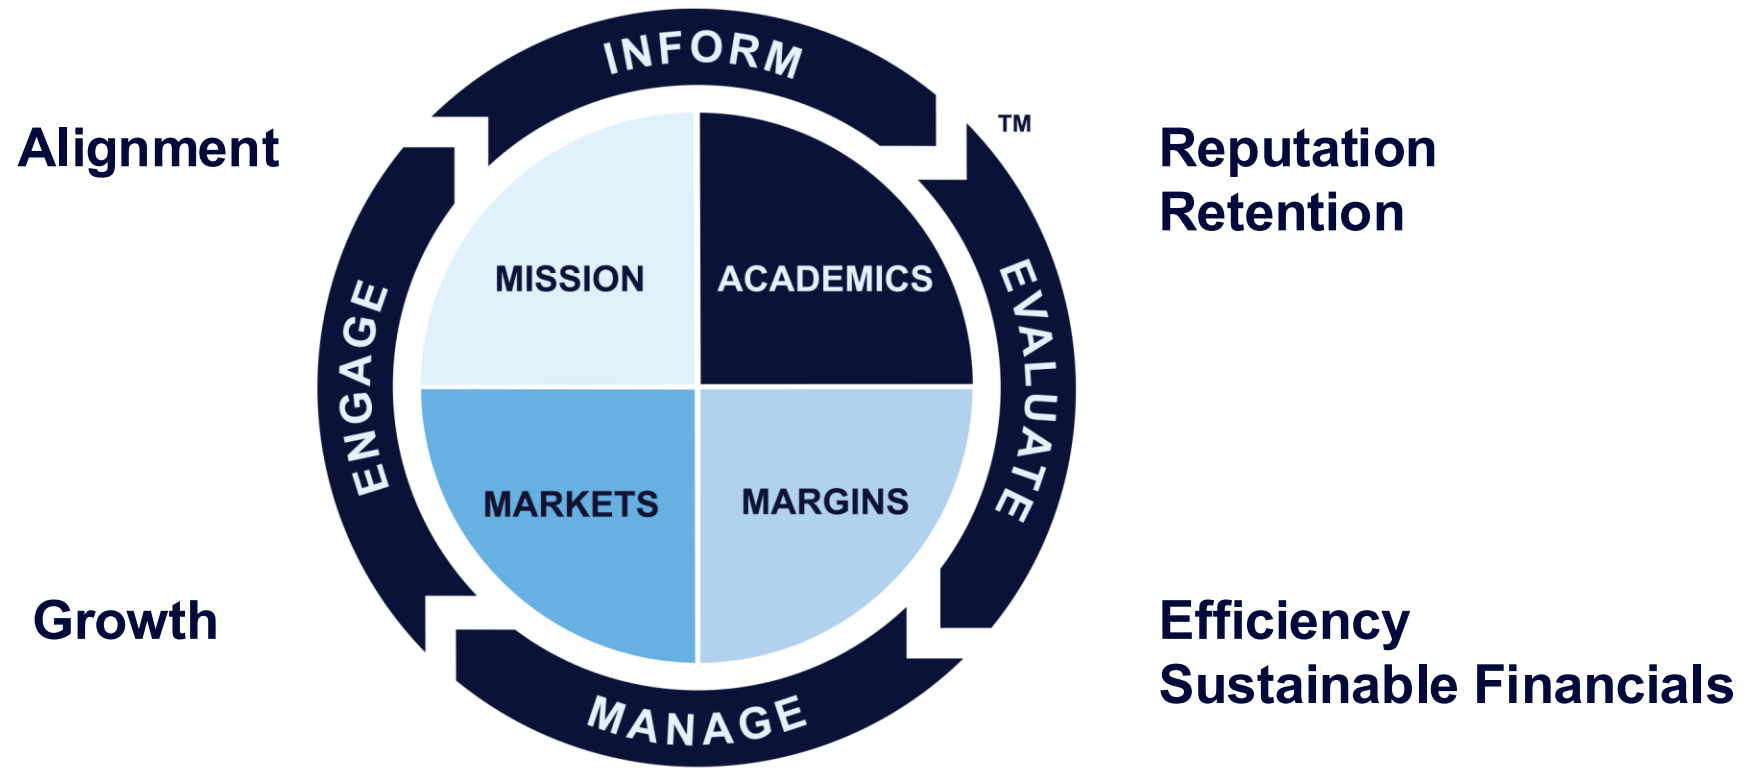 INFORM
TM
Alignment
Reputation
Retention
MISSION
ACADEMICS
ENGAGE
EVALUATE
MARKETS
MARGINS
Growth
Efficiency
Sustainable Financials
MANAGE